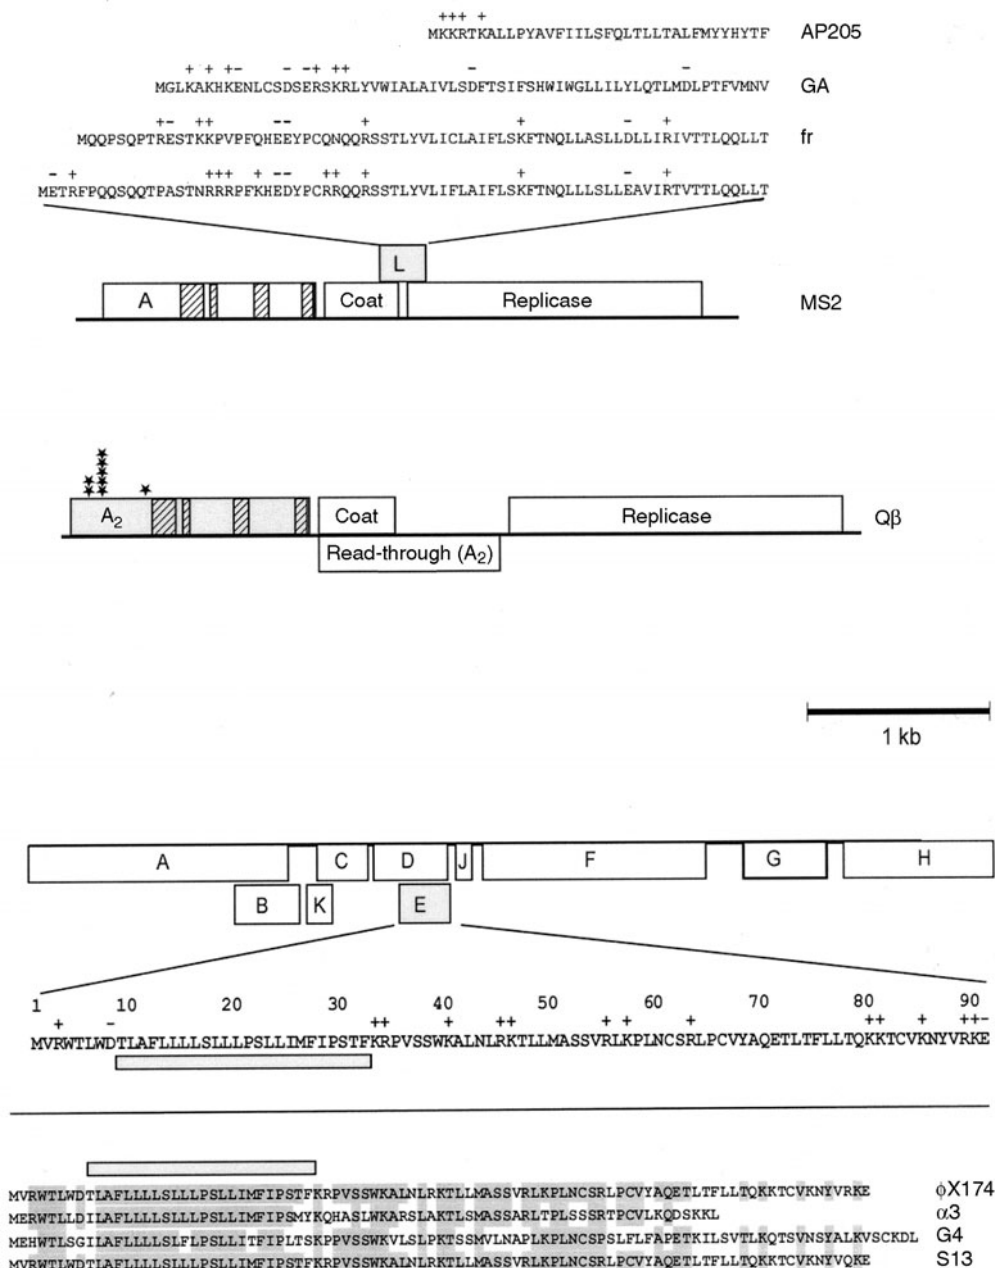 +++ +
MKKRTKALLPYAVFIILSFQLTLLTALFMYYHYTF AP205
+ + +- - -+ ++ - -
MGLKAKHKENLCSDSERSKRLYVWIALAIVLSDFTSIFSHWIWGLLILYLQTLMDLPTFVMNV GA
+- ++ -- + + - +
MQQPSQPTRESTKKPVPFQHEEYPCQNQQRSSTLYVLICLAIFLSKFTNQLLASLLDLLIRIVTTLQQLLT fr
- + +++ + -- ++ + + - +
METRFPQQSQQTPASTNRRRPFKHEDYPCRRQQRSSTLYVLIFLAIFLSKFTNQLLLSLLEAVIRTVTTLQQLLT
L
A Coat Replicase MS2
A2 Coat Replicase Qβ
Read-through (A2)
1 kb
A C D J F G H
B K E
1 10 20 30 40 50 60 70 80 90
+ - ++ + ++ + + + ++ + ++-
MVRWTLWDTLAFLLLLSLLLPSLLIMFIPSTFKRPVSSWKALNLRKTLLMASSVRLKPLNCSRLPCVYAQETLTFLLTQKKTCVKNYVRKE
MVRWTLWDTLAFLLLLSLLLPSLLIMFIPSTFKRPVSSWKALNLRKTLLMASSVRLKPLNCSRLPCVYAQETLTFLLTQKKTCVKNYVRKE ϕX174
MERWTLLDILAFLLLLSLLLPSLLIMFIPSMYKQHASLWKARSLAKTLSMASSARLTPLSSSRTPCVLKQDSKKL α3
MEHWTLSGILAFLLLLSLFLPSLLITFIPLTSKPPVSSWKVLSLPKTSSMVLNAPLKPLNCSPSLFLFAPETKILSVTLKQTSVNSYALKVSCKDL G4
MVRWTLWDTLAFLLLLSLLLPSLLIMFIPSTFKRPVSSWKALNLRKTLLMASSVRLKPLNCSRLPCVYAQETLTFLLTQKKTCVKNYVQKE S13